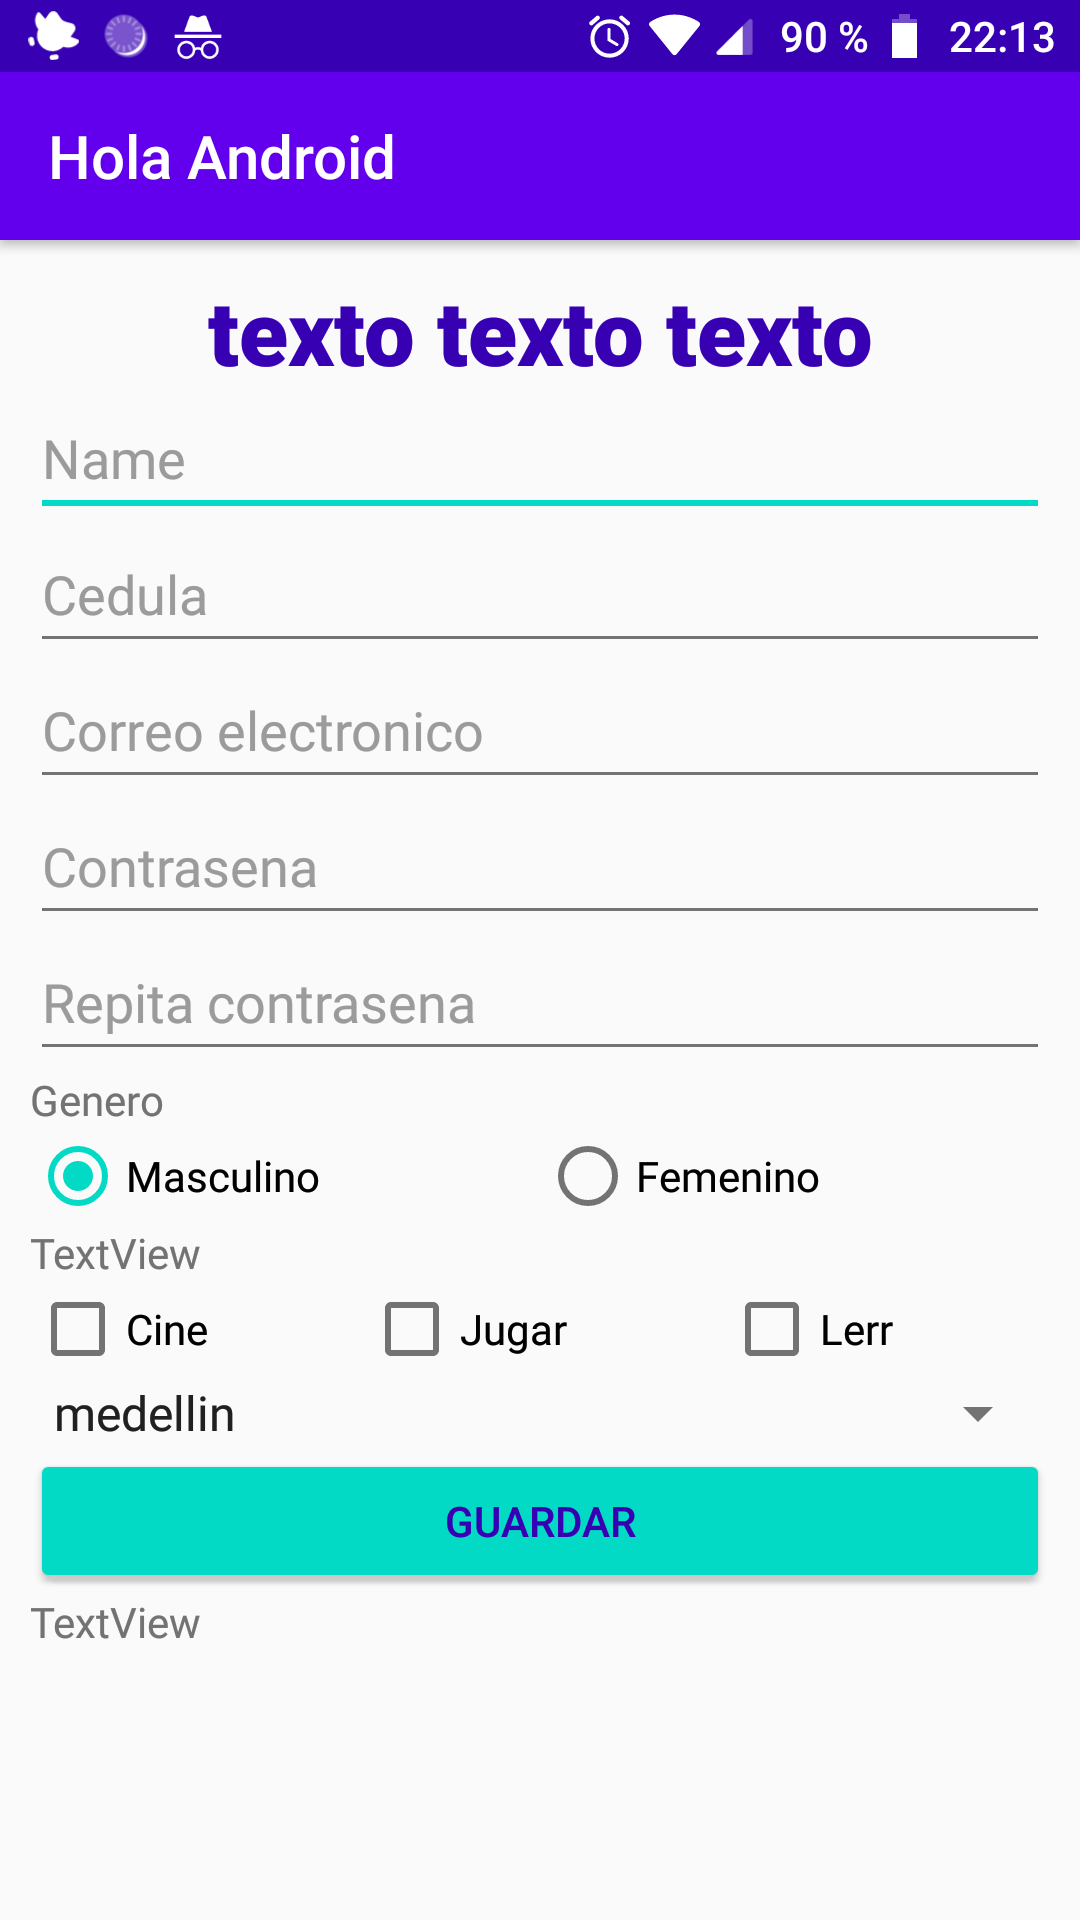 90 % 22:13
Hola Android
texto texto texto
Name
Cedula
Correo electronico
Contrasena
Repita contrasena
Genero
Masculino Femenino
TextView
Cine Jugar Lerr
medellin
GUARDAR
TextView